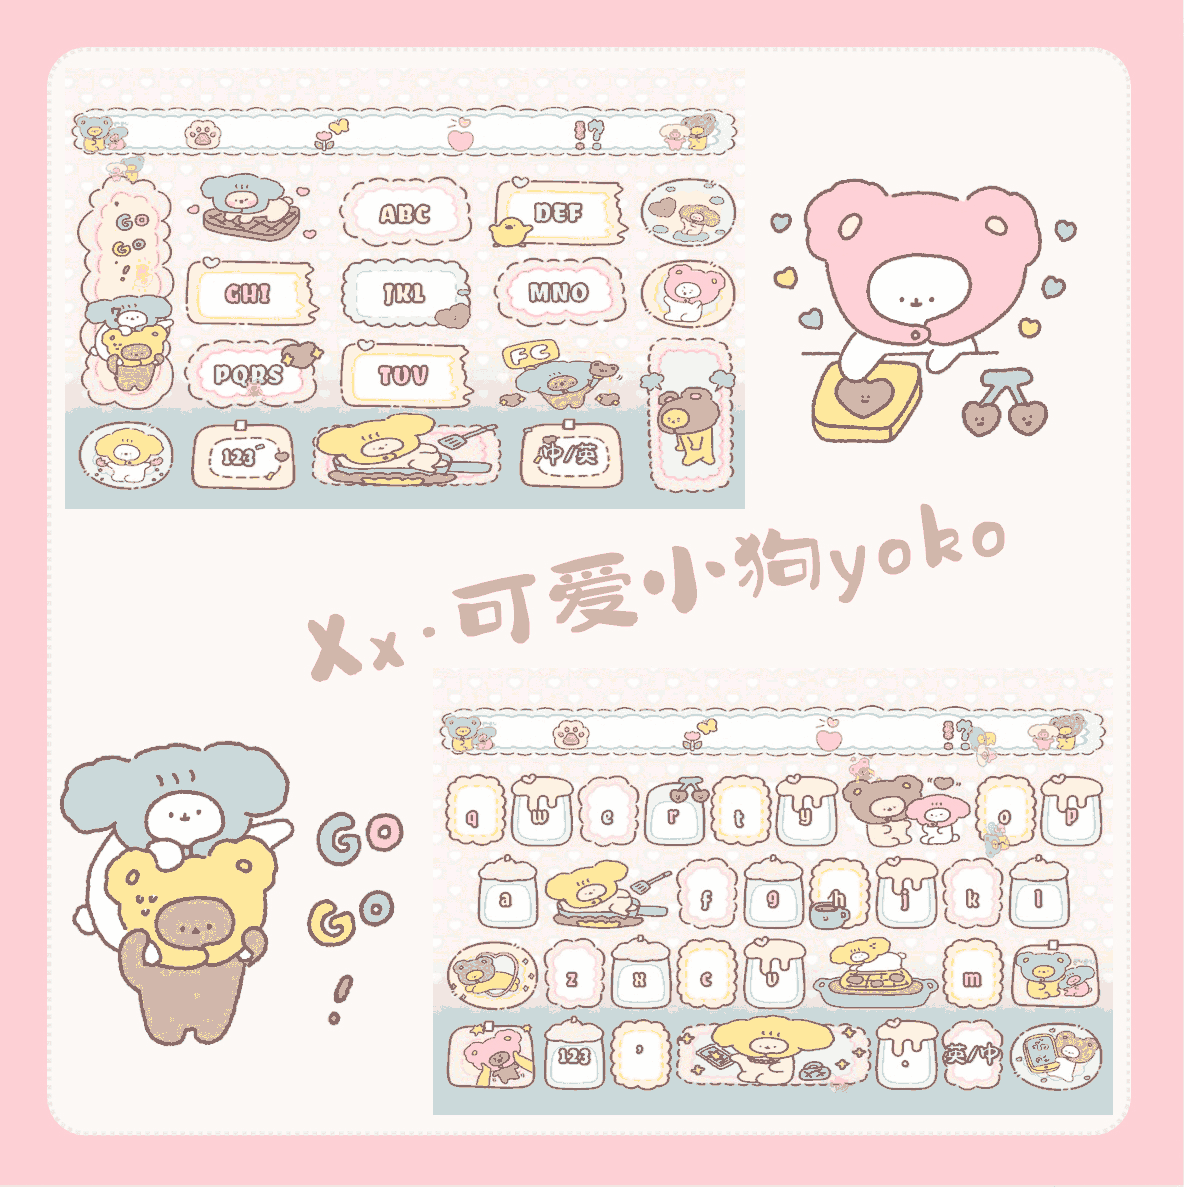 !?
GO
GO
!
ABC
DEF
GHI
JKL
MNO
PQRS
TUV
FC
123
中/英
Xx·可爱小狗yoko
GO
GO
!
!?
q w e r t y o p
a f g h j k l
z x c v m
123 , 。 英/中